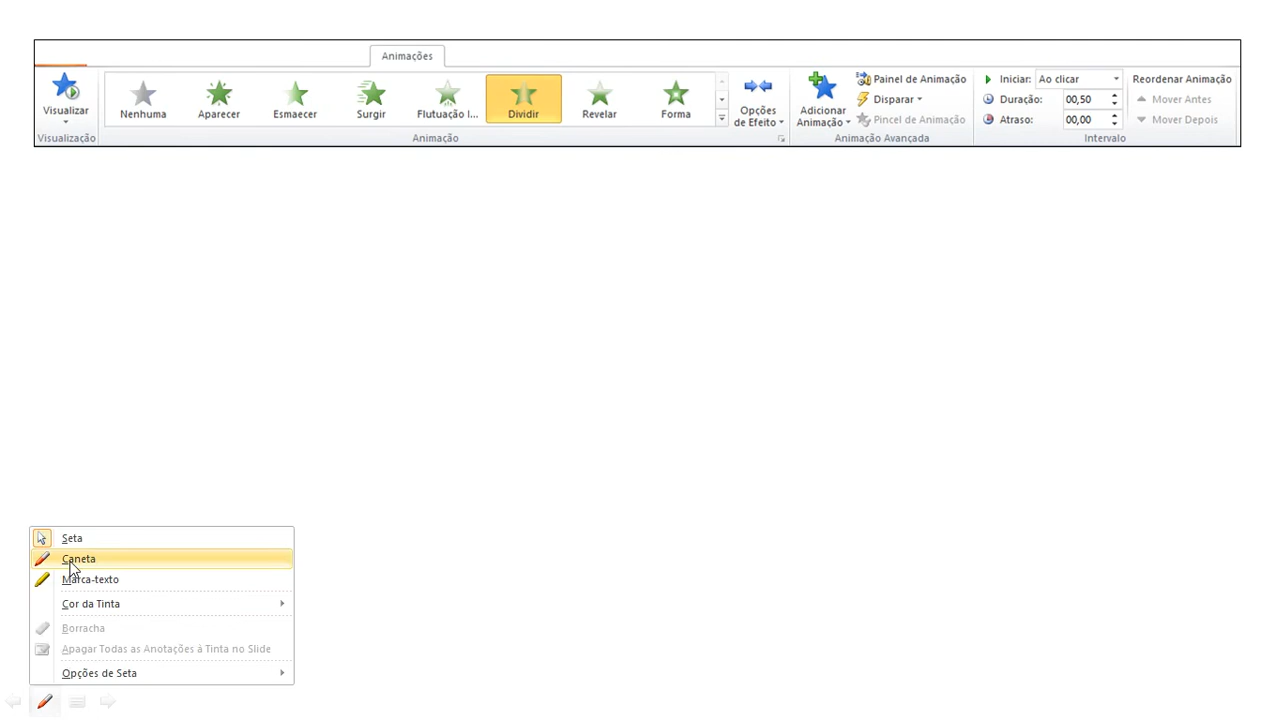 Animações
Visualizar
Nenhuma
Aparecer
Esmaecer
Surgir
Flutuação I...
Dividir
Revelar
Forma
Opções
de Efeito
Adicionar
Animação
Painel de Animação
Disparar
Pincel de Animação
Iniciar: Ao clicar
Duração: 00,50
Atraso: 00,00
Reordenar Animação
Mover Antes
Mover Depois
Visualização
Animação
Animação Avançada
Intervalo
Seta
Caneta
Marca-texto
Cor da Tinta
Borracha
Apagar Todas as Anotações à Tinta no Slide
Opções de Seta